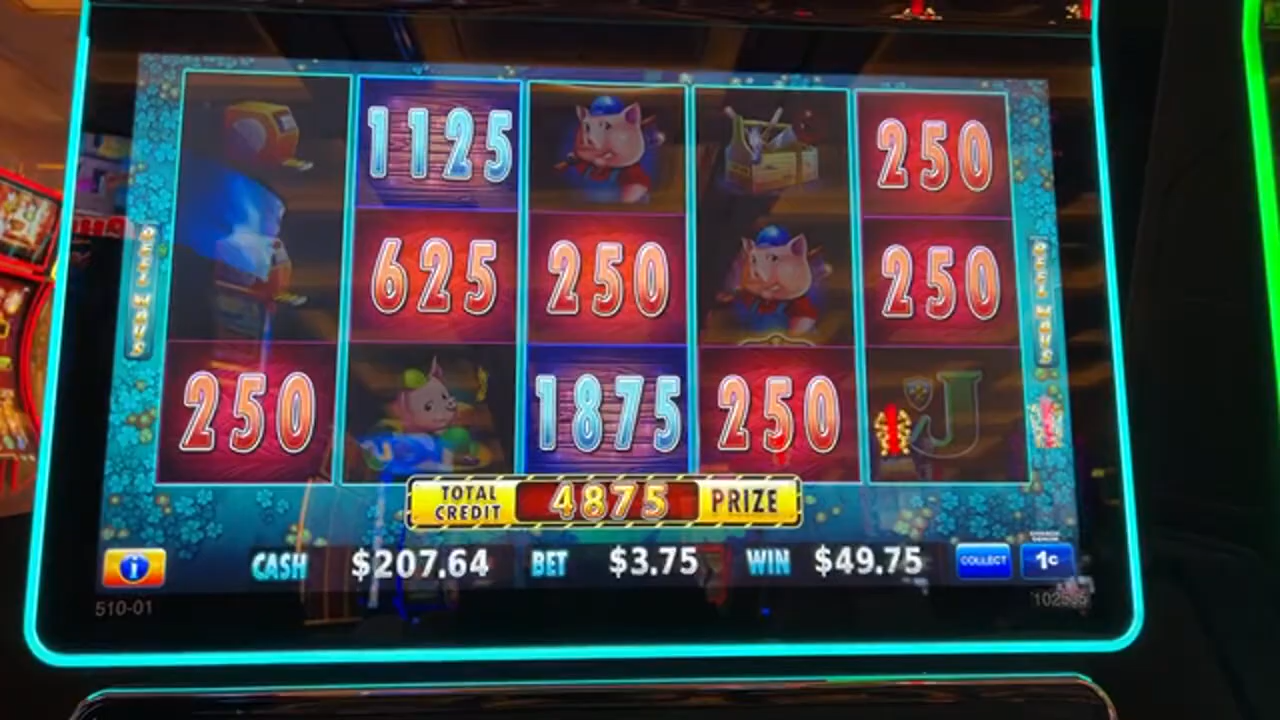 1125
250
625
250
250
250
1875
250
J
REEL WAYS
REEL WAYS
TOTAL CREDIT
4875
PRIZE
CASH $207.64 BET $3.75 WIN $49.75 COLLECT 1¢
510-01